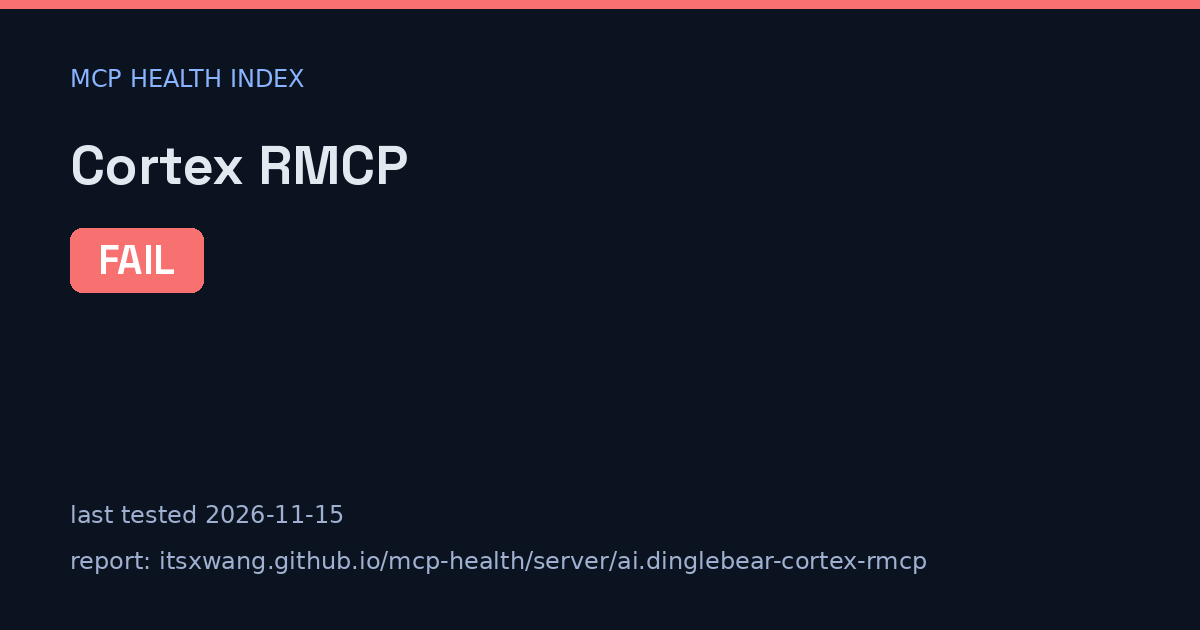 MCP HEALTH INDEX
Cortex RMCP
FAIL
last tested 2026-11-15
report: itsxwang.github.io/mcp-health/server/ai.dinglebear-cortex-rmcp